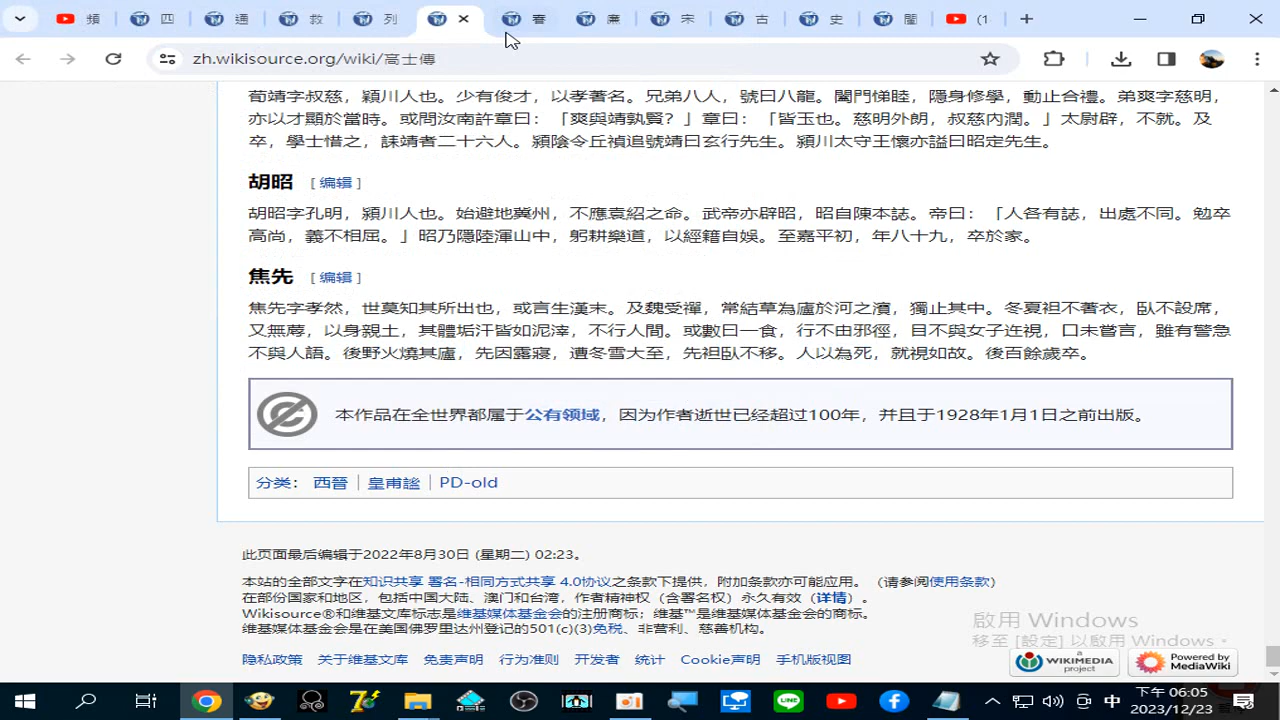 頻
四
通
救
列
春
廉
宋
古
史
閩
(1
zh.wikisource.org/wiki/高士傳
荀靖字叔慈，潁川人也。少有俊才，以孝著名。兄弟八人，號曰八龍。闔門悌睦，隱身修學，動止合禮。弟爽字慈明，
亦以才顯於當時。或問汝南許章曰：「爽與靖孰賢？」章曰：「皆玉也。慈明外朗，叔慈內潤。」太尉辟，不就。及
卒，學士惜之，誄靖者二十六人。潁陰令丘禎追號靖曰玄行先生。潁川太守王懷亦謚曰昭定先生。
胡昭 [ 编辑 ]
胡昭字孔明，潁川人也。始避地冀州，不應袁紹之命。武帝亦辟昭，昭自陳本誌。帝曰：「人各有誌，出處不同。勉卒
高尚，義不相屈。」昭乃隱陸渾山中，躬耕樂道，以經籍自娛。至嘉平初，年八十九，卒於家。
焦先 [ 编辑 ]
焦先字孝然，世莫知其所出也，或言生漢末。及魏受禪，常結草為廬於河之濱，獨止其中。冬夏袒不著衣，臥不設席，
又無蓐，以身親土，其體垢汗皆如泥滓，不行人間。或數日一食，行不由邪徑，目不與女子迕視，口未嘗言，雖有警急
不與人語。後野火燒其廬，先因露寢，遭冬雪大至，先袒臥不移。人以為死，就視如故。後百餘歲卒。
本作品在全世界都属于公有领域，因为作者逝世已经超过100年，并且于1928年1月1日之前出版。
分类： 西晉 皇甫謐 PD-old
此页面最后编辑于2022年8月30日 (星期二) 02:23。
本站的全部文字在知识共享 署名-相同方式共享 4.0协议之条款下提供，附加条款亦可能应用。 （请参阅使用条款）
在部份国家和地区，包括中国大陆、澳门和台湾，作者精神权（含署名权）永久有效（详情）。
Wikisource®和维基文库标志是维基媒体基金会的注册商标；维基™是维基媒体基金会的商标。
维基媒体基金会是在美国佛罗里达州登记的501(c)(3)免税、非营利、慈善机构。
啟用 Windows
移至 [設定] 以啟用 Windows。
隐私政策 关于维基文库 免责声明 行为准则 开发者 统计 Cookie声明 手机版视图
a WIKIMEDIA project
Powered by MediaWiki
中
下午 06:05
2023/12/23